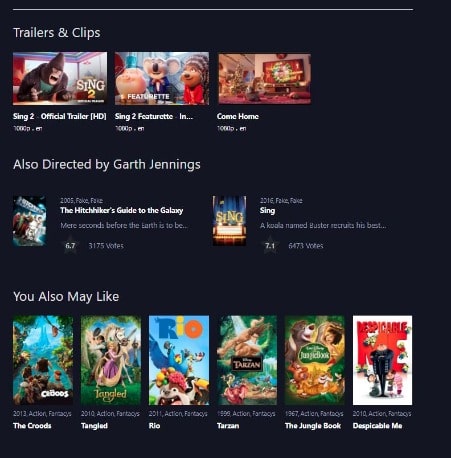 Trailers & Clips
SING
2
FEATURETTE
Sing 2 - Official Trailer [HD]
Sing 2 Featurette - In...
Come Home
1080p . en
1080p . en
1080p . en
Also Directed by Garth Jennings
2005, Fake, Fake
The Hitchhiker's Guide to the Galaxy
Mere seconds before the Earth is to be...
6.7
3175 Votes
SING
2016, Fake, Fake
Sing
A koala named Buster recruits his best...
7.1
6473 Votes
You Also May Like
THE CROODS
Tangled
RIO
TARZAN
The Jungle Book
DESPICABLE
2013, Action, Fantacys
2010, Action, Fantacys
2011, Action, Fantacys
1999, Action, Fantacys
1967, Action, Fantacys
2010, Action, Fantacys
The Croods
Tangled
Rio
Tarzan
The Jungle Book
Despicable Me